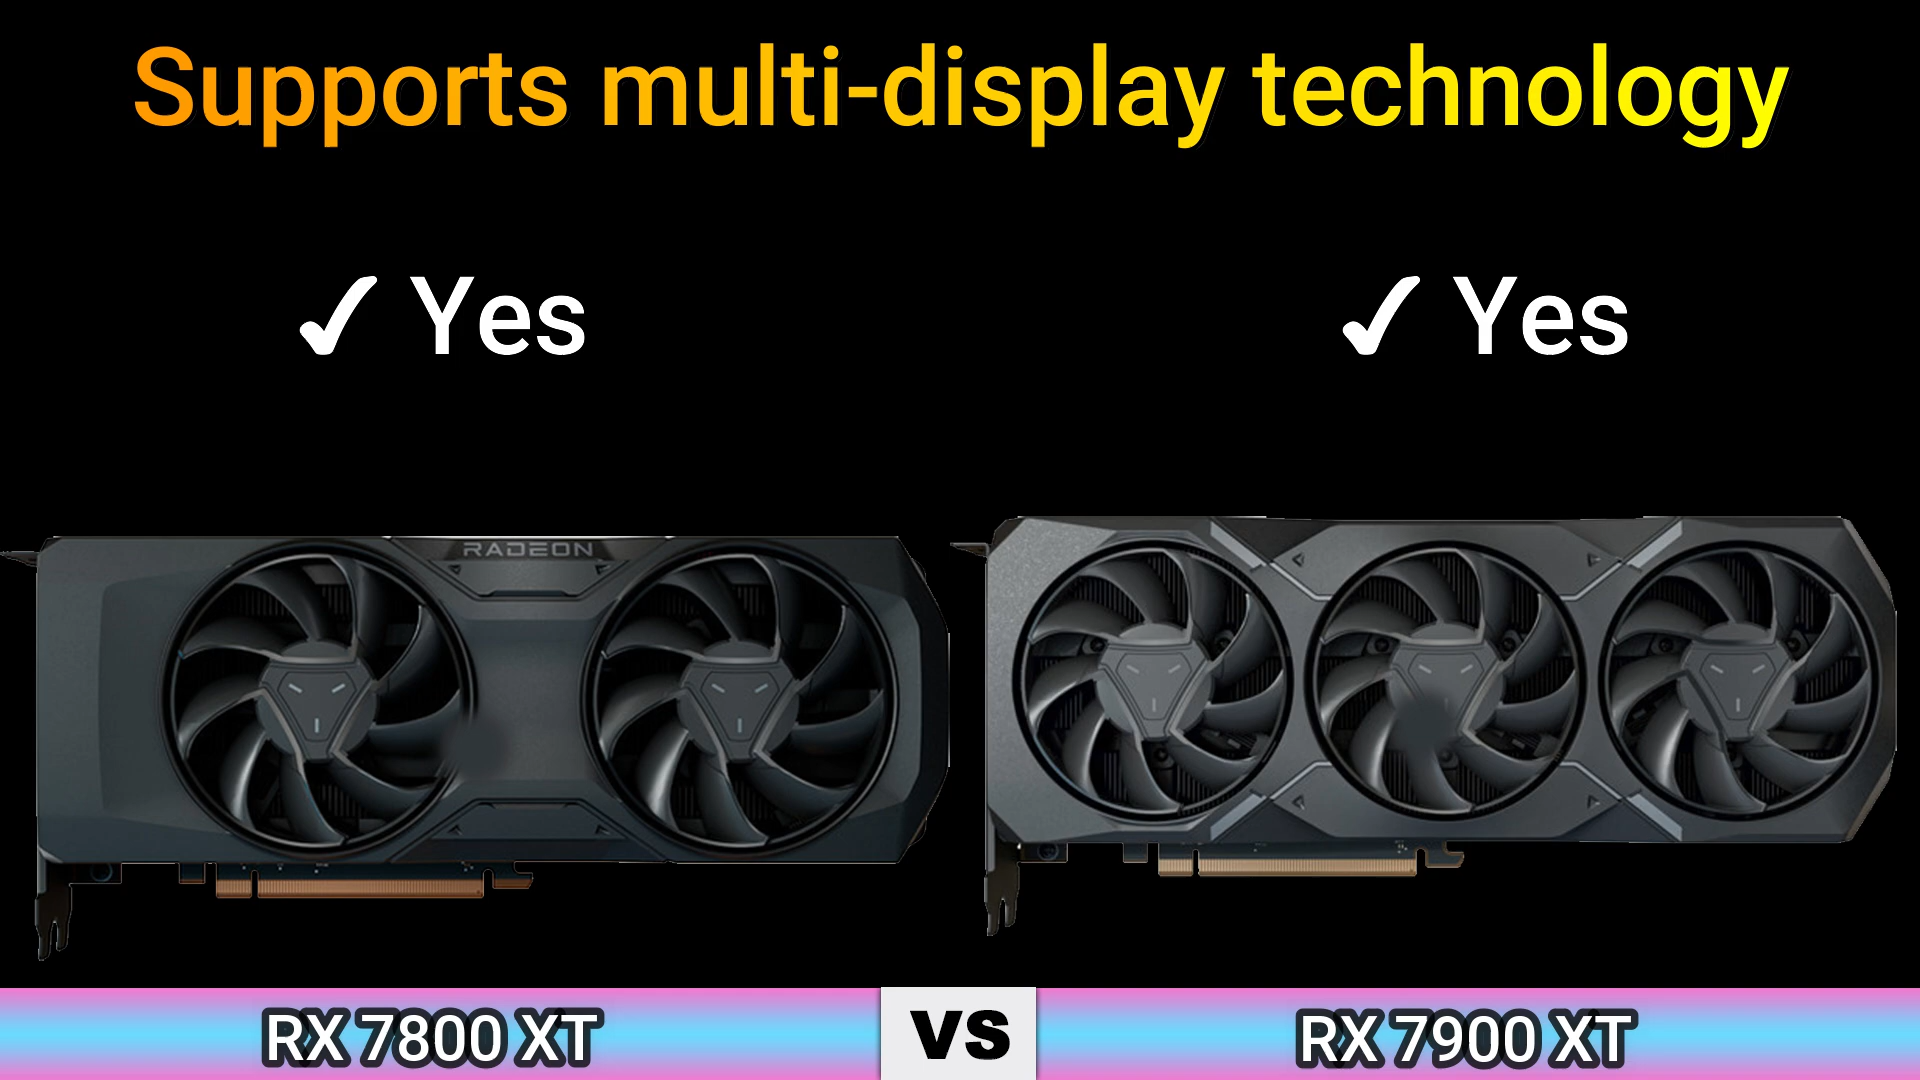 Supports multi-display technology
✓ Yes
✓ Yes
RADEON
RX 7800 XT
VS
RX 7900 XT